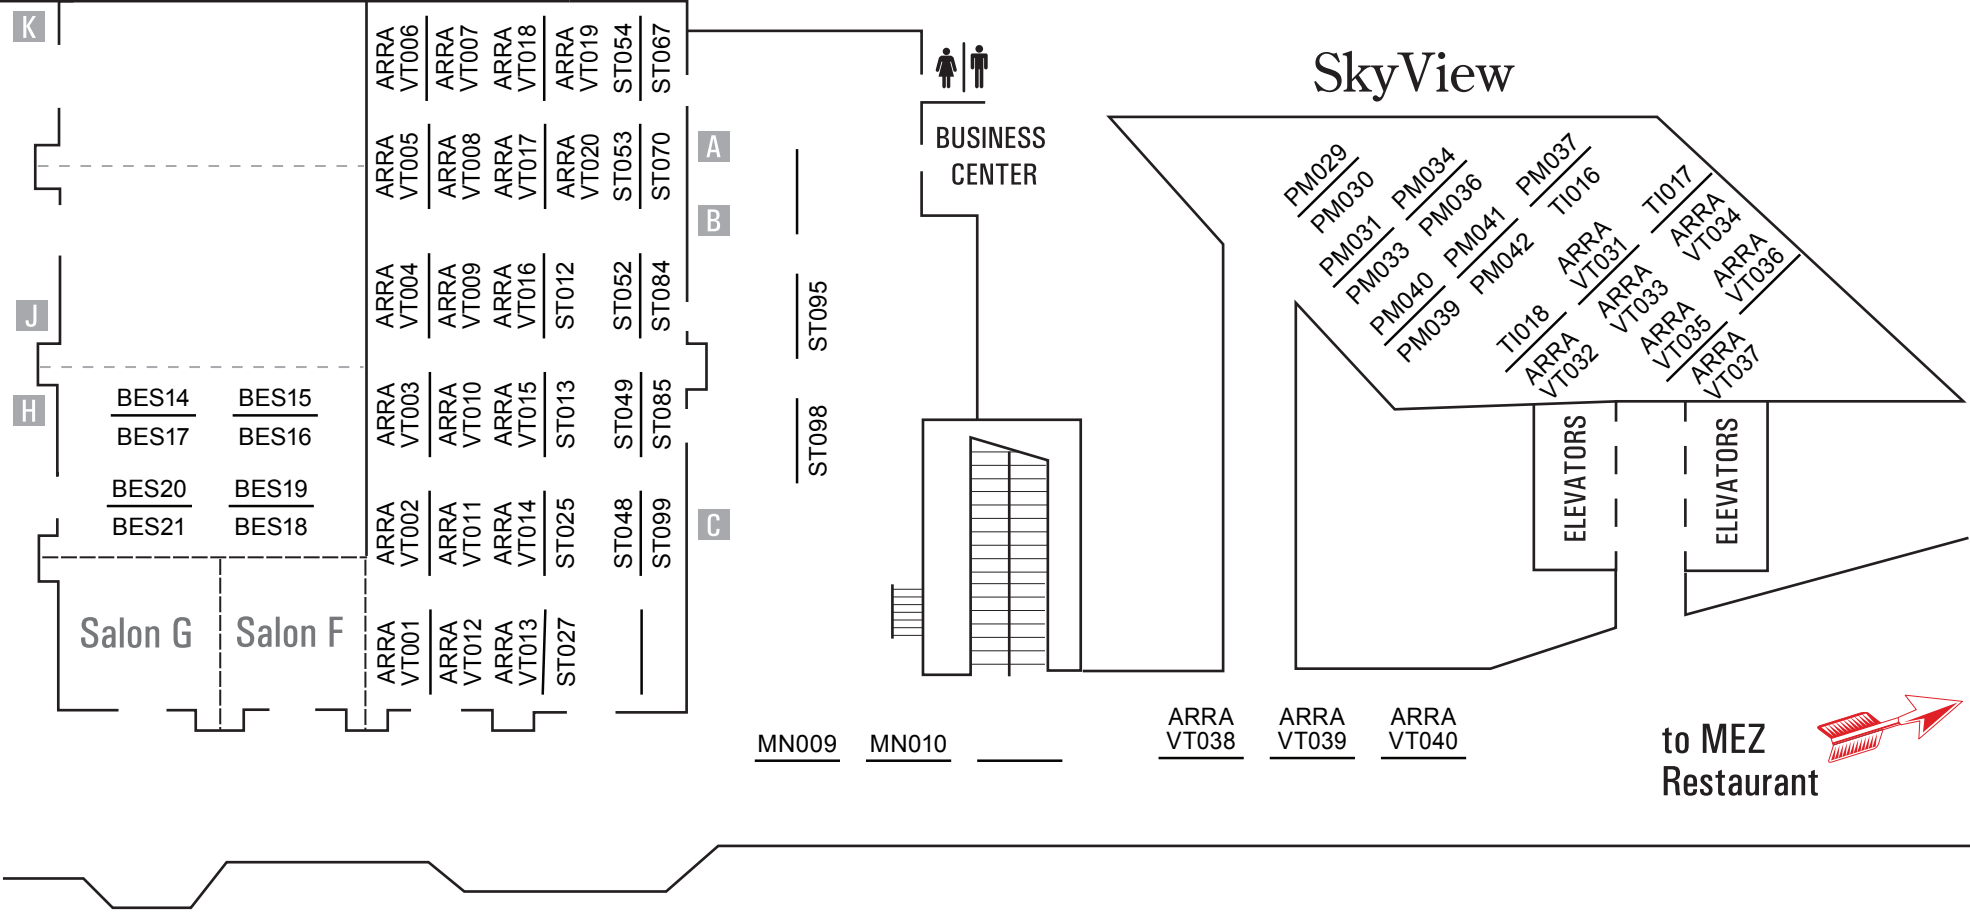 K
ARRA
VT006
ARRA
VT007
ARRA
VT018
ARRA
VT019
ST054
ST067
ARRA
VT005
ARRA
VT008
ARRA
VT017
ARRA
VT020
ST053
ST070
A
B
ARRA
VT004
ARRA
VT009
ARRA
VT016
ST012
ST052
ST084
J
H
BES14
BES17
BES15
BES16
ARRA
VT003
ARRA
VT010
ARRA
VT015
ST013
ST049
ST085
BES20
BES21
BES19
BES18
ARRA
VT002
ARRA
VT011
ARRA
VT014
ST025
ST048
ST099
C
Salon G
Salon F
ARRA
VT001
ARRA
VT012
ARRA
VT013
ST027
ST095
ST098
BUSINESS
CENTER
SkyView
PM029
PM030
PM031
PM033
PM034
PM036
PM040
PM039
PM041
PM042
PM037
TI016
TI018
ARRA
VT032
ARRA
VT031
ARRA
VT033
TI017
ARRA
VT034
ARRA
VT035
ARRA
VT037
ARRA
VT036
ELEVATORS
ELEVATORS
MN009
MN010
ARRA
VT038
ARRA
VT039
ARRA
VT040
to MEZ
Restaurant